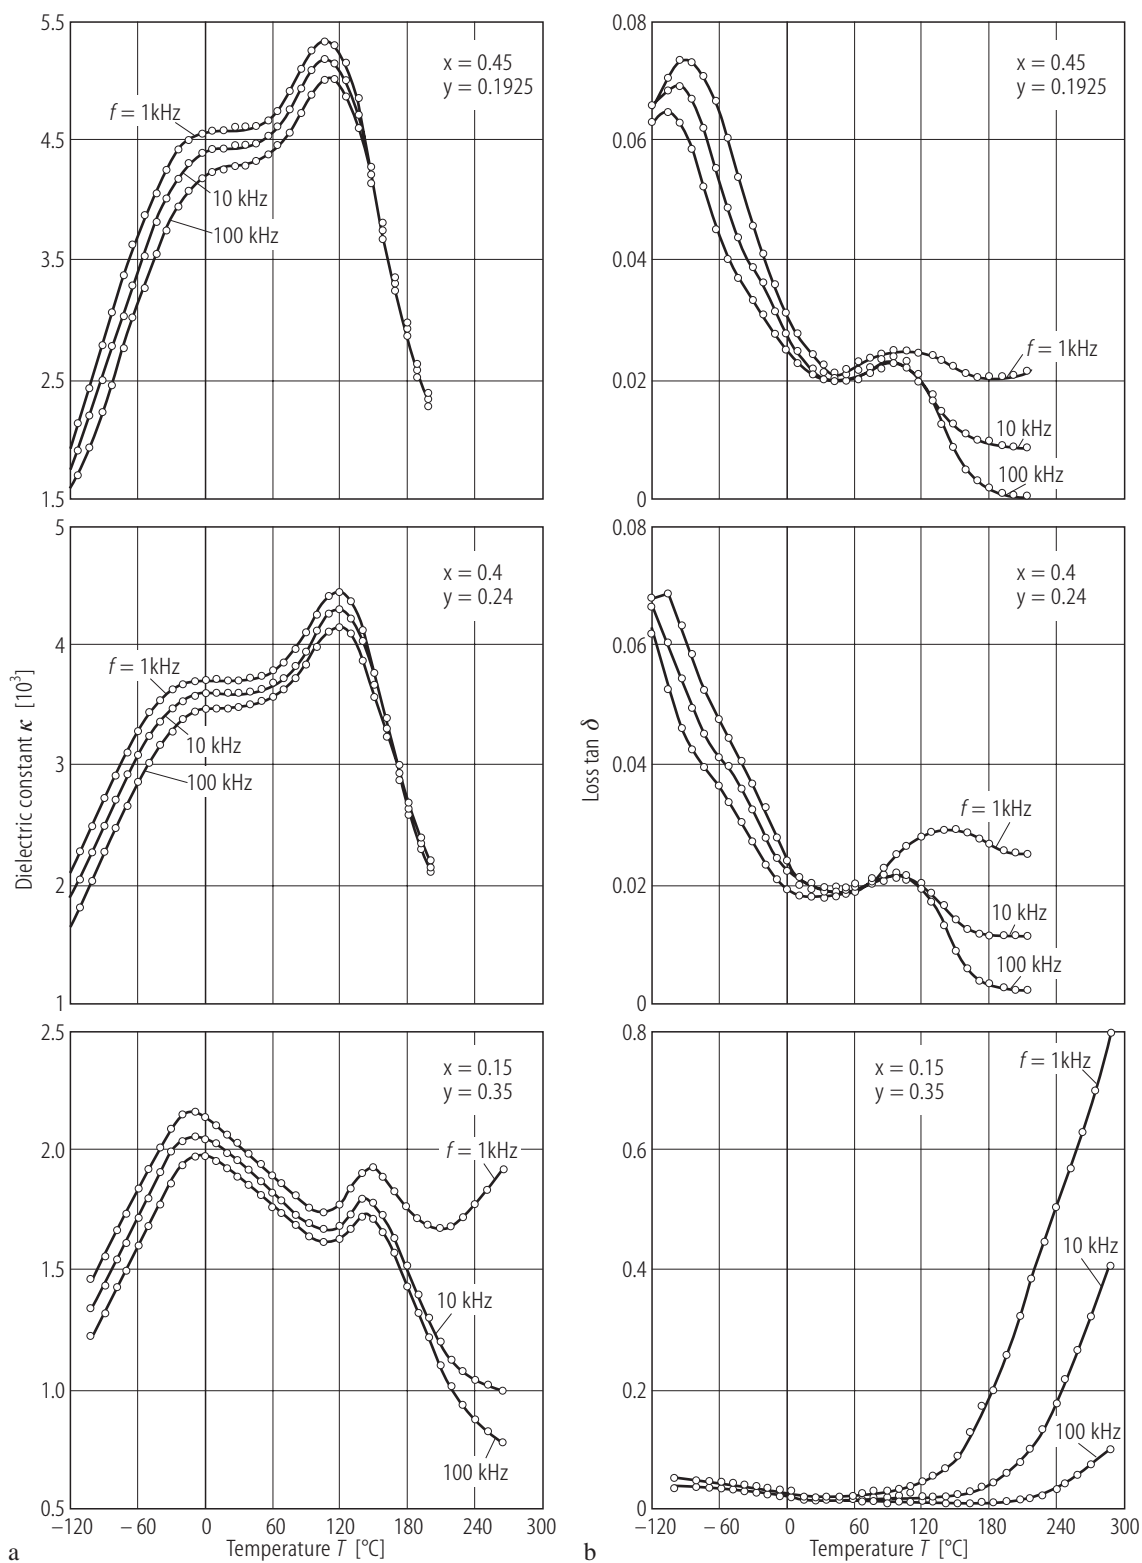 5.5
4.5
3.5
2.5
1.5
x = 0.45
y = 0.1925
f = 1kHz
10 kHz
100 kHz
0.08
0.06
0.04
0.02
0
x = 0.45
y = 0.1925
f = 1kHz
10 kHz
100 kHz
5
4
3
2
1
Dielectric constant κ [10³]
x = 0.4
y = 0.24
f = 1kHz
10 kHz
100 kHz
0.08
0.06
0.04
0.02
0
Loss tan δ
x = 0.4
y = 0.24
f = 1kHz
10 kHz
100 kHz
2.5
2.0
1.5
1.0
0.5
x = 0.15
y = 0.35
f = 1kHz
10 kHz
100 kHz
−120 −60 0 60 120 180 240 300
Temperature T [°C]
a
0.8
0.6
0.4
0.2
0
x = 0.15
y = 0.35
f = 1kHz
10 kHz
100 kHz
−120 −60 0 60 120 180 240 300
Temperature T [°C]
b